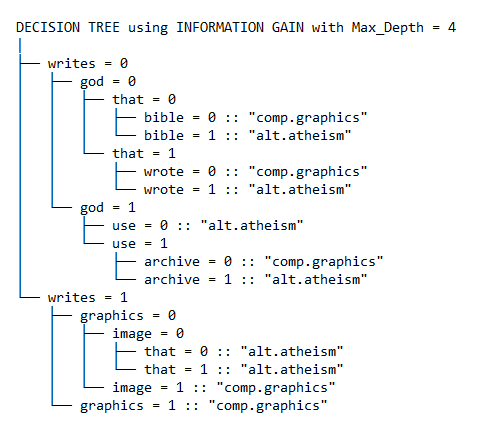 DECISION TREE using INFORMATION GAIN with Max_Depth = 4
writes = 0
god = 0
that = 0
bible = 0 :: "comp.graphics"
bible = 1 :: "alt.atheism"
that = 1
wrote = 0 :: "comp.graphics"
wrote = 1 :: "alt.atheism"
god = 1
use = 0 :: "alt.atheism"
use = 1
archive = 0 :: "comp.graphics"
archive = 1 :: "alt.atheism"
writes = 1
graphics = 0
image = 0
that = 0 :: "alt.atheism"
that = 1 :: "alt.atheism"
image = 1 :: "comp.graphics"
graphics = 1 :: "comp.graphics"